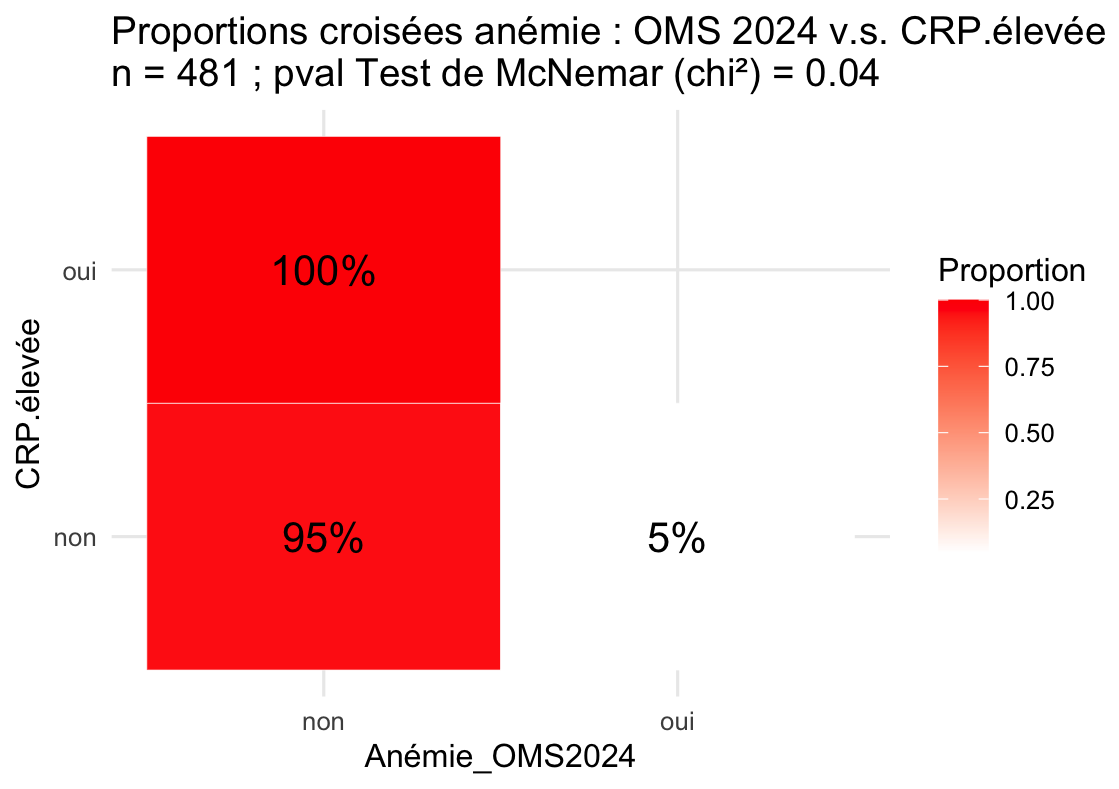 Proportions croisées anémie : OMS 2024 v.s. CRP.élevée
n = 481 ; pval Test de McNemar (chi²) = 0.04
CRP.élevée
oui
non
100%
95%
5%
non
oui
Anémie_OMS2024
Proportion
1.00
0.75
0.50
0.25